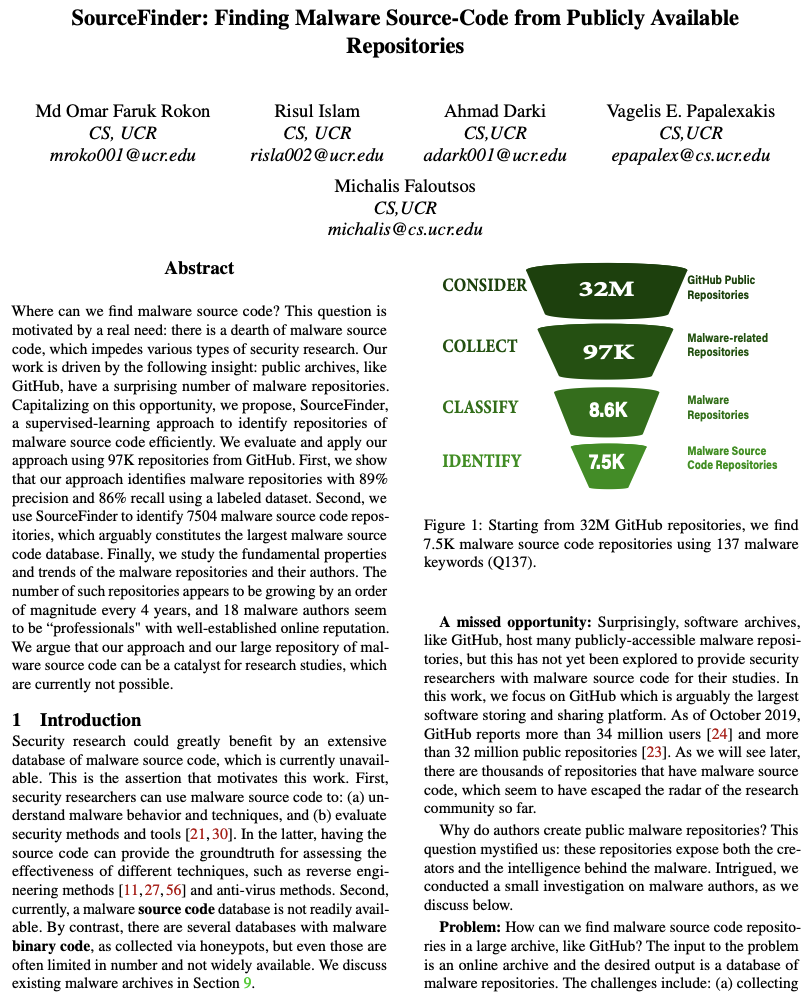 SourceFinder: Finding Malware Source-Code from Publicly Available
Repositories
Md Omar Faruk Rokon
CS, UCR
mroko001@ucr.edu
Risul Islam
CS, UCR
risla002@ucr.edu
Ahmad Darki
CS,UCR
adark001@ucr.edu
Vagelis E. Papalexakis
CS,UCR
epapalex@cs.ucr.edu
Michalis Faloutsos
CS,UCR
michalis@cs.ucr.edu
Abstract
Where can we find malware source code? This question is
motivated by a real need: there is a dearth of malware source
code, which impedes various types of security research. Our
work is driven by the following insight: public archives, like
GitHub, have a surprising number of malware repositories.
Capitalizing on this opportunity, we propose, SourceFinder,
a supervised-learning approach to identify repositories of
malware source code efficiently. We evaluate and apply our
approach using 97K repositories from GitHub. First, we show
that our approach identifies malware repositories with 89%
precision and 86% recall using a labeled dataset. Second, we
use SourceFinder to identify 7504 malware source code repos-
itories, which arguably constitutes the largest malware source
code database. Finally, we study the fundamental properties
and trends of the malware repositories and their authors. The
number of such repositories appears to be growing by an order
of magnitude every 4 years, and 18 malware authors seem
to be “professionals" with well-established online reputation.
We argue that our approach and our large repository of mal-
ware source code can be a catalyst for research studies, which
are currently not possible.
1 Introduction
Security research could greatly benefit by an extensive
database of malware source code, which is currently unavail-
able. This is the assertion that motivates this work. First,
security researchers can use malware source code to: (a) un-
derstand malware behavior and techniques, and (b) evaluate
security methods and tools [21,30]. In the latter, having the
source code can provide the groundtruth for assessing the
effectiveness of different techniques, such as reverse engi-
neering methods [11,27,56] and anti-virus methods. Second,
currently, a malware source code database is not readily avail-
able. By contrast, there are several databases with malware
binary code, as collected via honeypots, but even those are
often limited in number and not widely available. We discuss
existing malware archives in Section 9.
CONSIDER 32M GitHub Public
Repositories
COLLECT 97K Malware-related
Repositories
CLASSIFY 8.6K Malware
Repositories
IDENTIFY 7.5K Malware Source
Code Repositories
Figure 1: Starting from 32M GitHub repositories, we find
7.5K malware source code repositories using 137 malware
keywords (Q137).
A missed opportunity: Surprisingly, software archives,
like GitHub, host many publicly-accessible malware reposi-
tories, but this has not yet been explored to provide security
researchers with malware source code for their studies. In
this work, we focus on GitHub which is arguably the largest
software storing and sharing platform. As of October 2019,
GitHub reports more than 34 million users [24] and more
than 32 million public repositories [23]. As we will see later,
there are thousands of repositories that have malware source
code, which seem to have escaped the radar of the research
community so far.
Why do authors create public malware repositories? This
question mystified us: these repositories expose both the cre-
ators and the intelligence behind the malware. Intrigued, we
conducted a small investigation on malware authors, as we
discuss below.
Problem: How can we find malware source code reposito-
ries in a large archive, like GitHub? The input to the problem
is an online archive and the desired output is a database of
malware repositories. The challenges include: (a) collecting